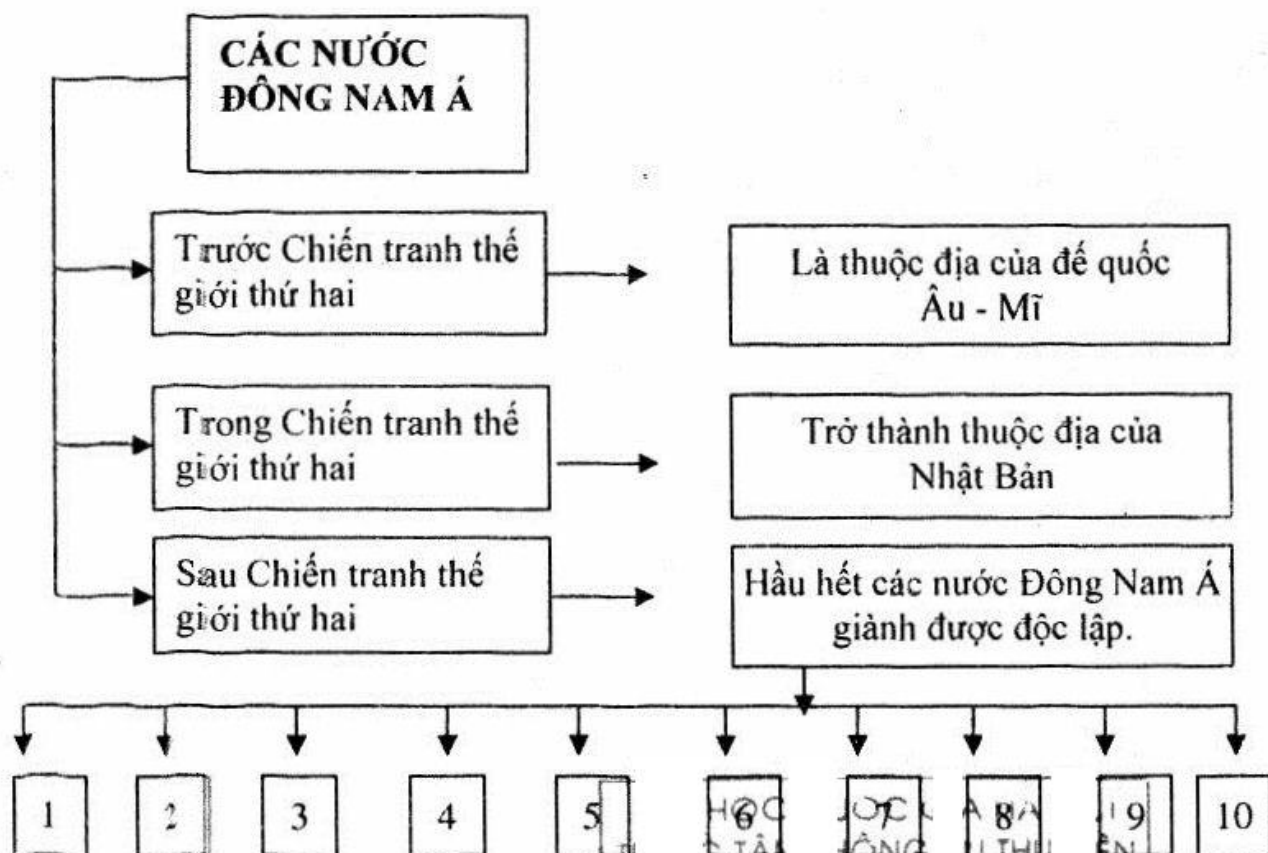 CÁC NƯỚC
ĐÔNG NAM Á
Trước Chiến tranh thế
giới thứ hai
Là thuộc địa của đế quốc
Âu - Mĩ
Trong Chiến tranh thế
giới thứ hai
Trở thành thuộc địa của
Nhật Bản
Sau Chiến tranh thế
giới thứ hai
Hầu hết các nước Đông Nam Á
giành được độc lập.
1 2 3 4 5 6 7 8 9 10